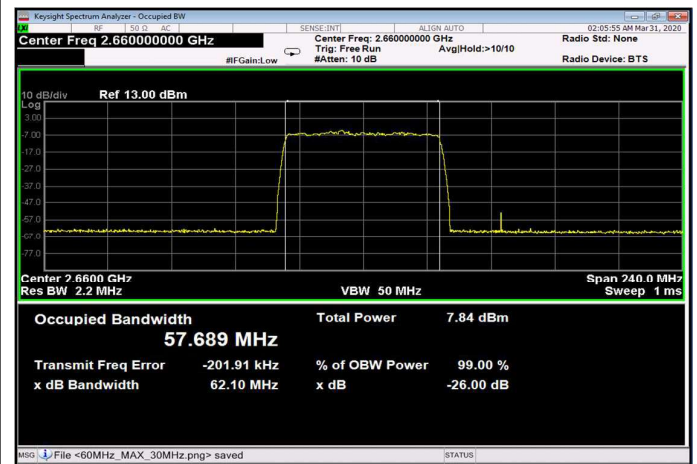 Keysight Spectrum Analyzer - Occupied BW
LXI RF 50 Ω AC SENSE:INT ALIGN AUTO 02:05:55 AM Mar 31, 2020
Center Freq 2.660000000 GHz Center Freq: 2.660000000 GHz Radio Std: None
Trig: Free Run Avg|Hold:>10/10
#IFGain:Low #Atten: 10 dB Radio Device: BTS
10 dB/div Ref 13.00 dBm
Log
3.00
-7.00
-17.0
-27.0
-37.0
-47.0
-57.0
-67.0
-77.0
Center 2.6600 GHz Span 240.0 MHz
Res BW 2.2 MHz VBW 50 MHz Sweep 1 ms
Occupied Bandwidth Total Power 7.84 dBm
57.689 MHz
Transmit Freq Error -201.91 kHz % of OBW Power 99.00 %
x dB Bandwidth 62.10 MHz x dB -26.00 dB
MSG File <60MHz_MAX_30MHz.png> saved STATUS